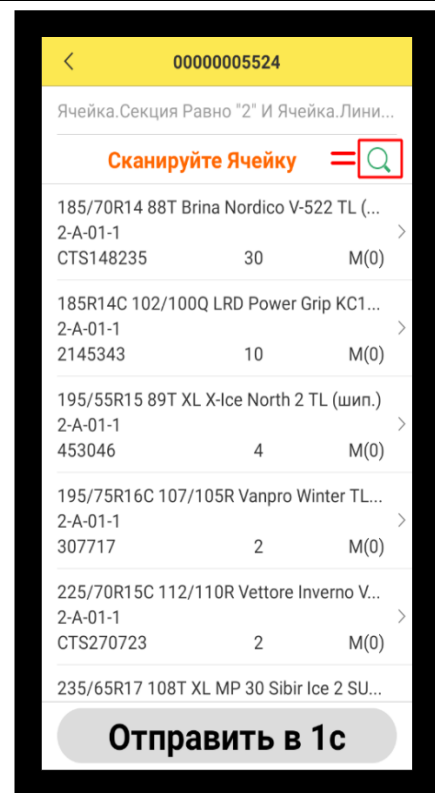 00000005524
Ячейка.Секция Равно "2" И Ячейка.Лини...
Сканируйте Ячейку =
185/70R14 88T Brina Nordico V-522 TL (...
2-A-01-1
CTS148235 30 М(0)
185R14C 102/100Q LRD Power Grip KC1...
2-A-01-1
2145343 10 М(0)
195/55R15 89T XL X-Ice North 2 TL (шип.)
2-A-01-1
453046 4 М(0)
195/75R16C 107/105R Vanpro Winter TL...
2-A-01-1
307717 2 М(0)
225/70R15C 112/110R Vettore Inverno V...
2-A-01-1
CTS270723 2 М(0)
235/65R17 108T XL MP 30 Sibir Ice 2 SU...
Отправить в 1с